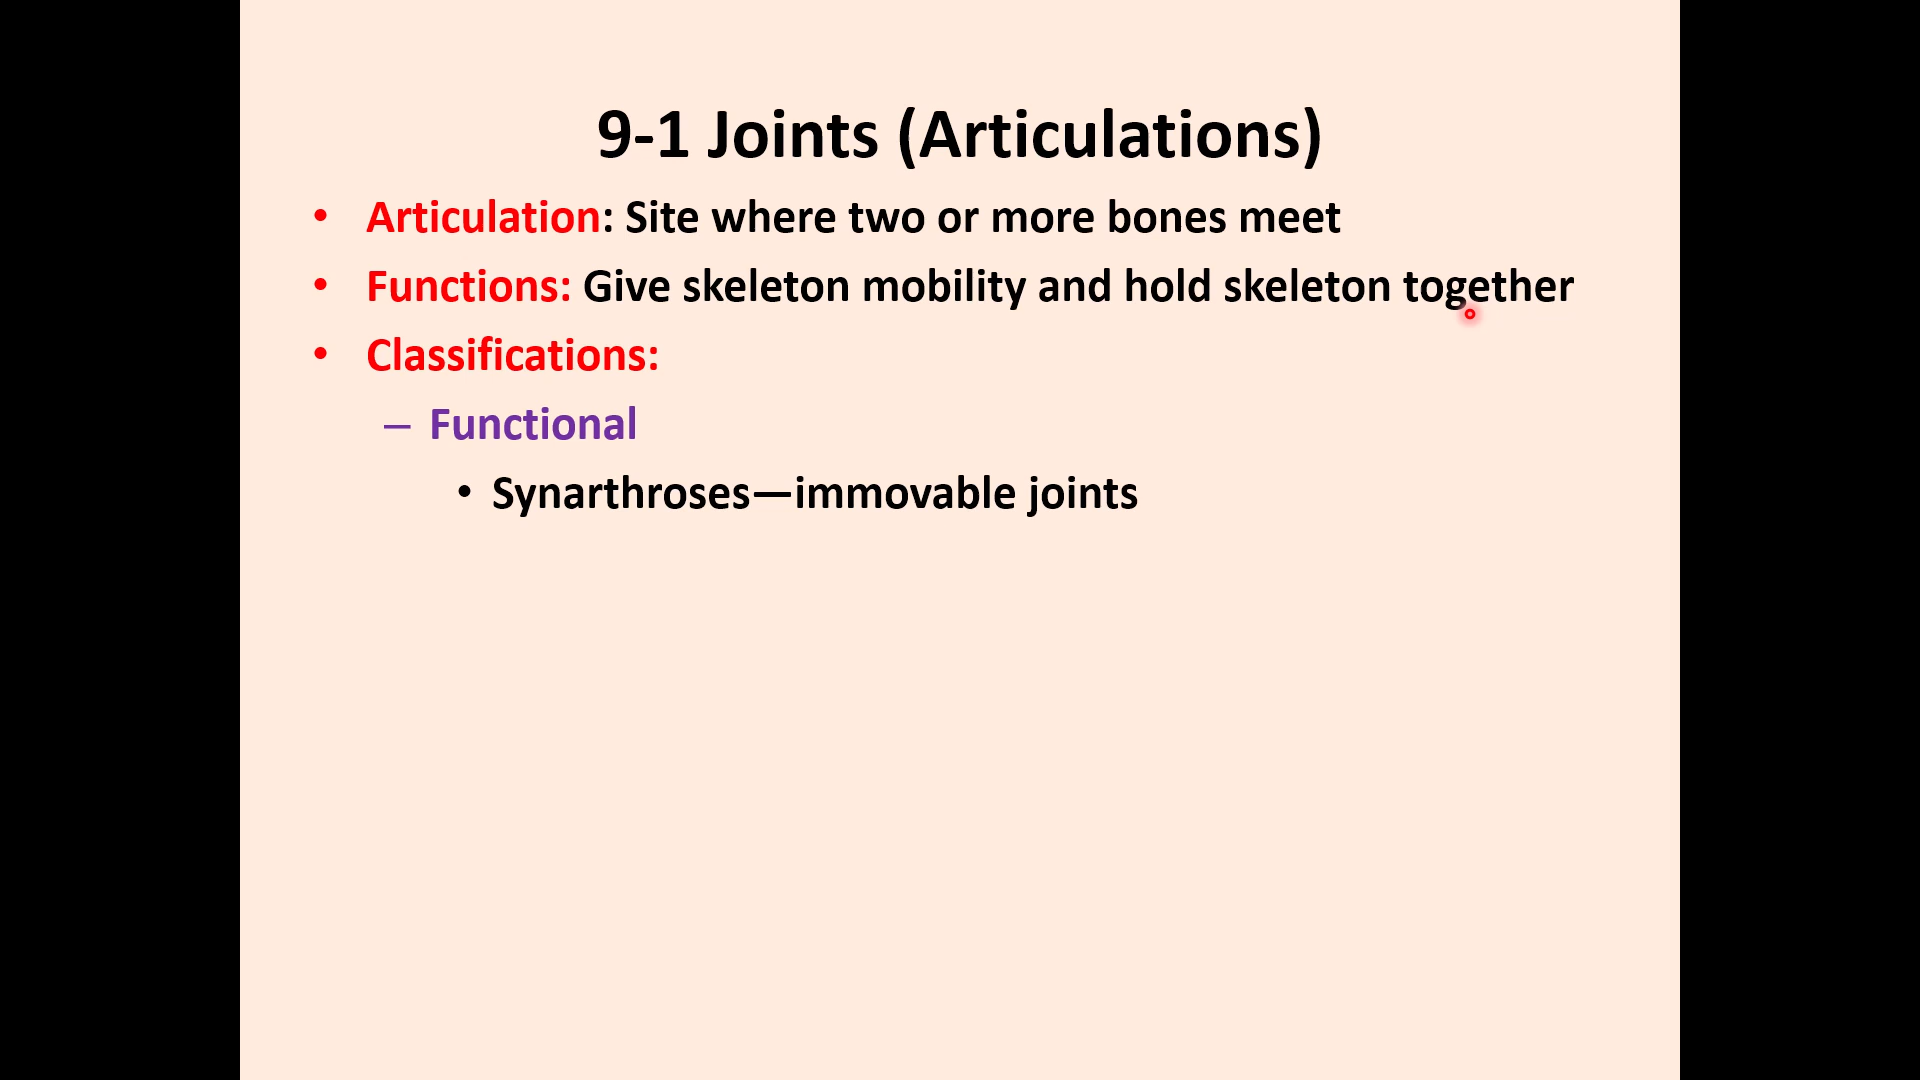 9-1 Joints (Articulations)
• Articulation: Site where two or more bones meet
• Functions: Give skeleton mobility and hold skeleton together
• Classifications:
– Functional
• Synarthroses—immovable joints